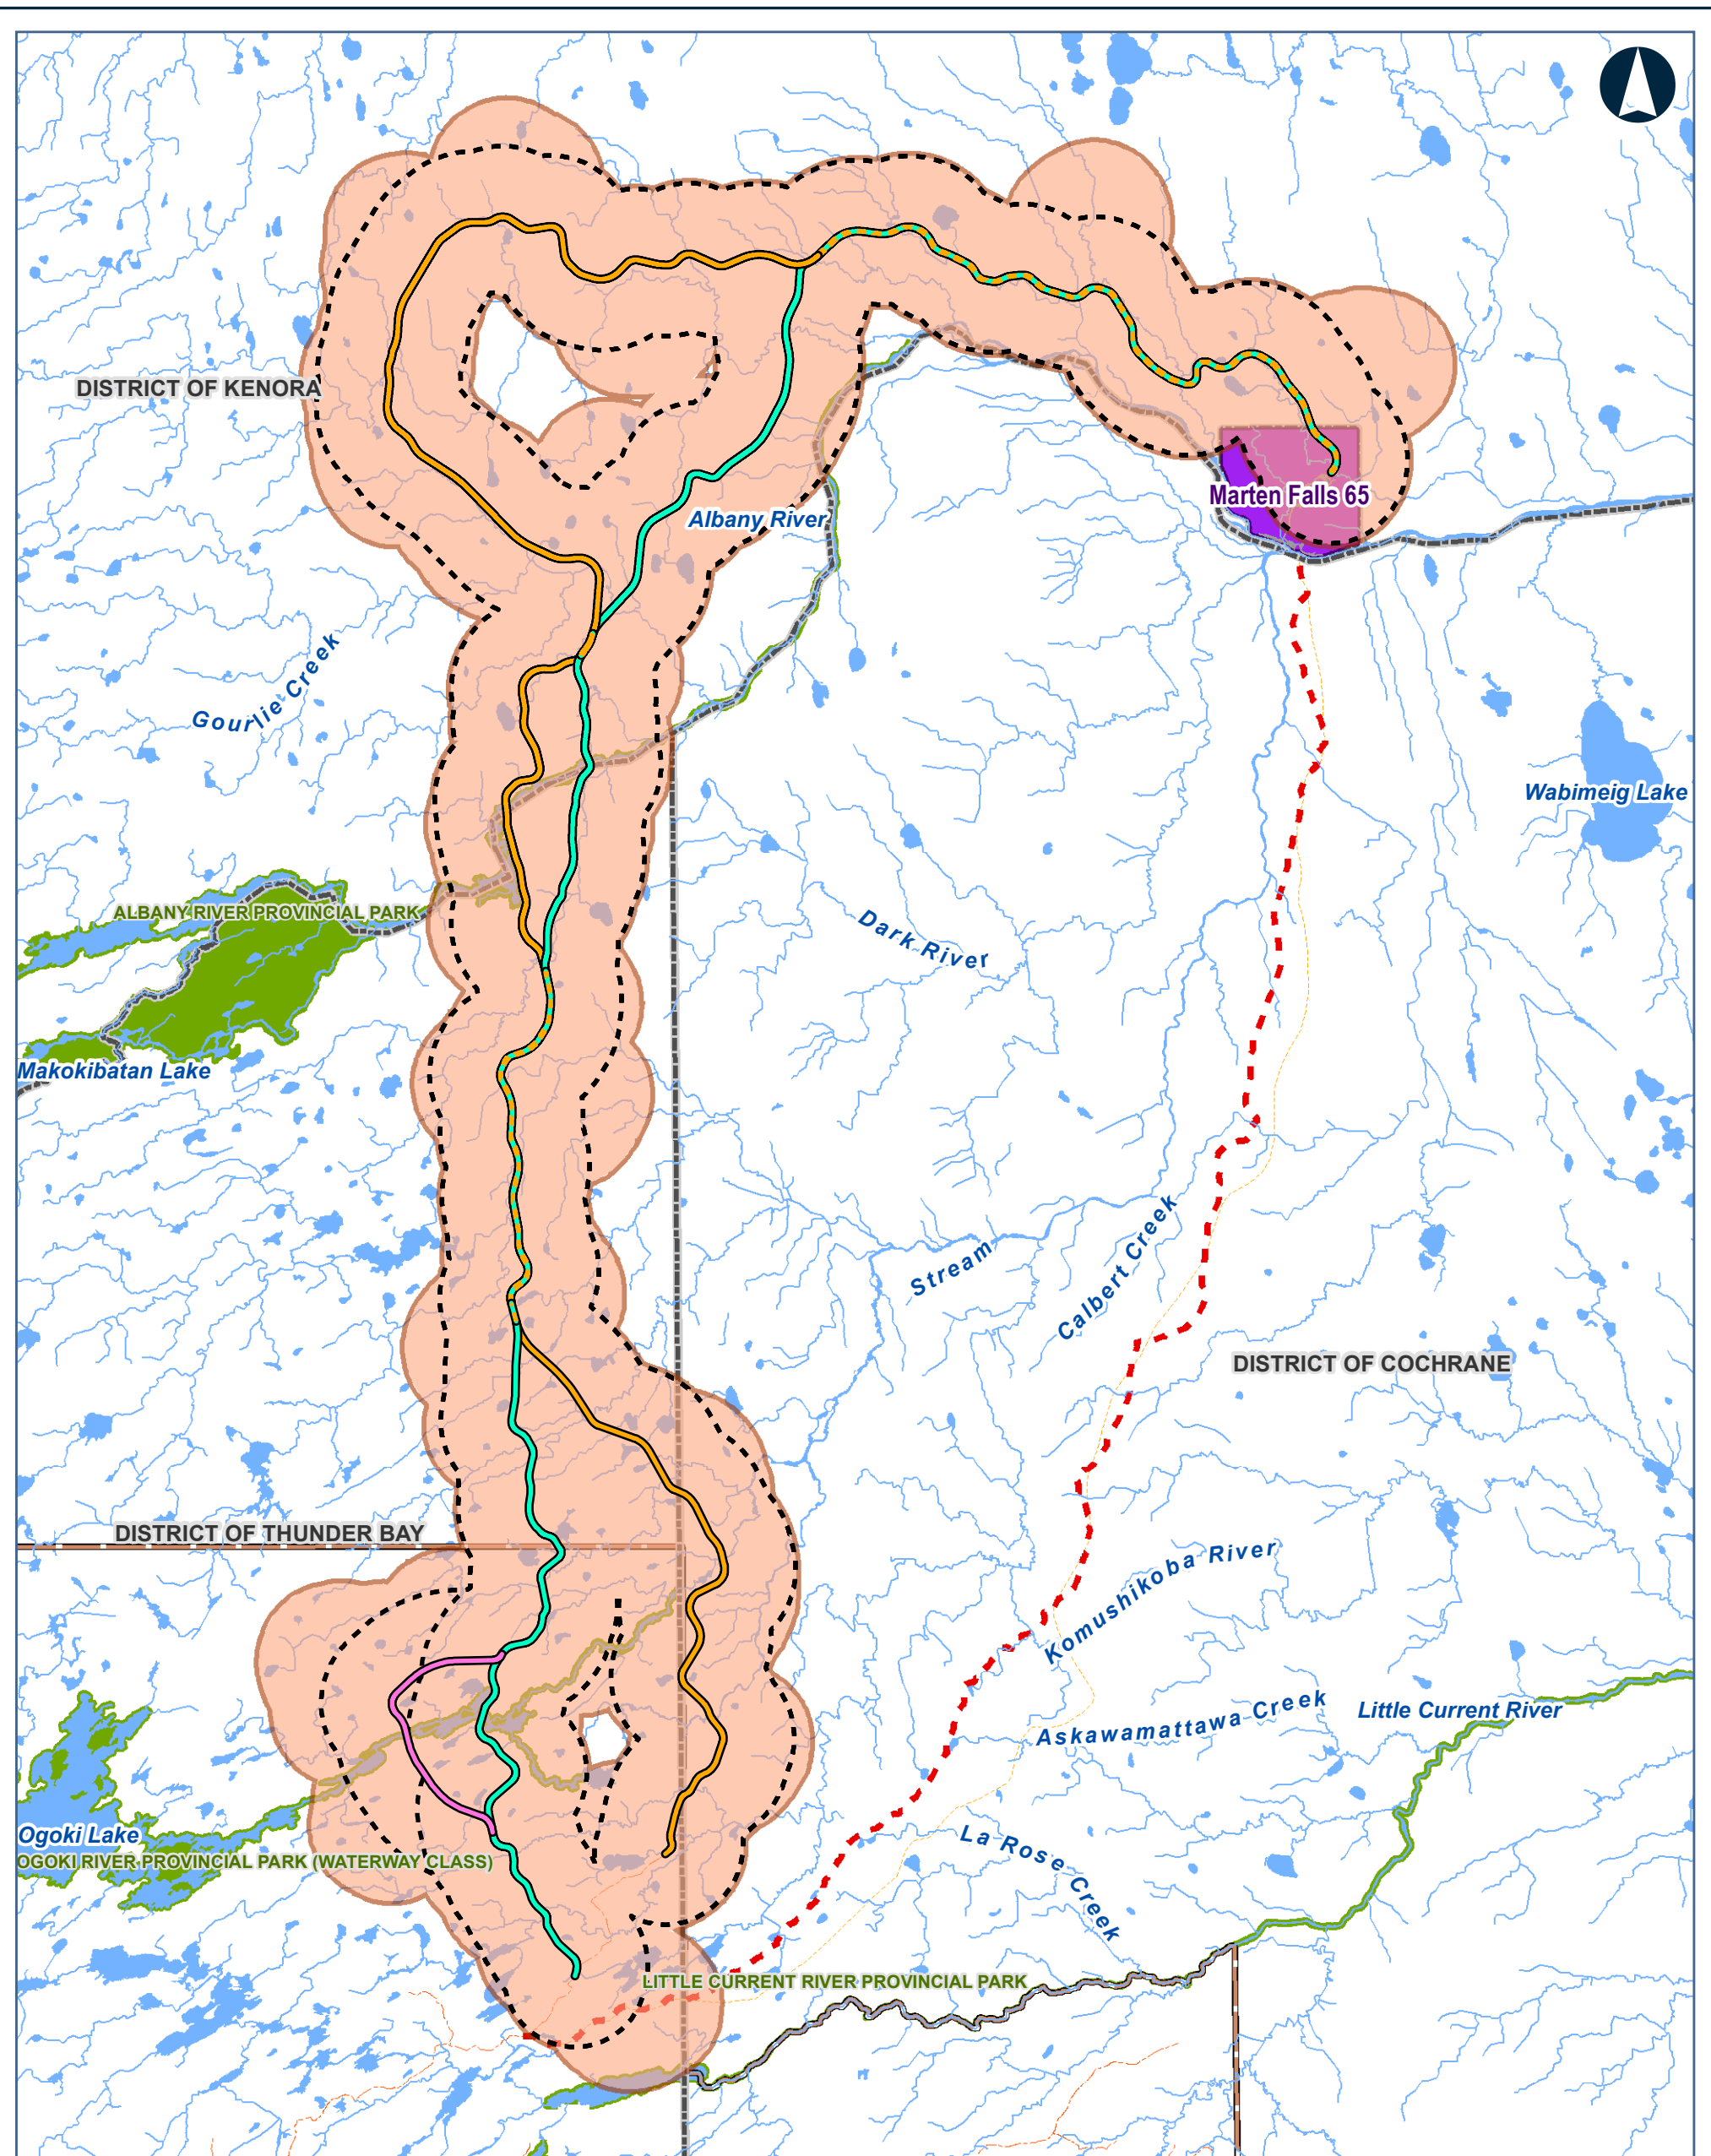 DISTRICT OF KENORA
Marten Falls 65
Albany River
Gourlie Creek
Wabimeig Lake
ALBANY RIVER PROVINCIAL PARK
Dark River
Makokibatan Lake
Stream
Calbert Creek
DISTRICT OF COCHRANE
DISTRICT OF THUNDER BAY
Komushikoba River
Askawamattawa Creek
Little Current River
Ogoki Lake
La Rose Creek
OGOKI RIVER PROVINCIAL PARK (WATERWAY CLASS)
LITTLE CURRENT RIVER PROVINCIAL PARK